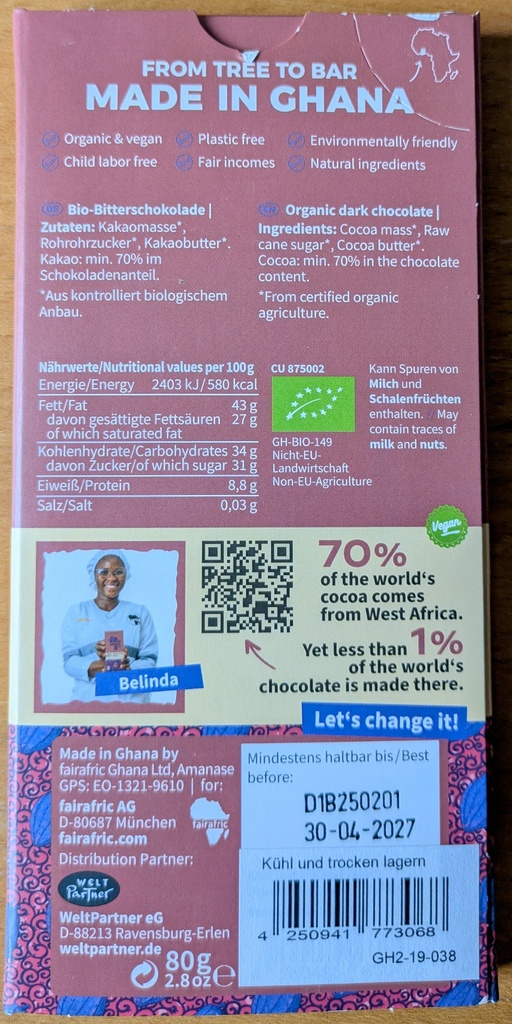 FROM TREE TO BAR
MADE IN GHANA
Organic & vegan
Plastic free
Environmentally friendly
Child labor free
Fair incomes
Natural ingredients
DE Bio-Bitterschokolade |
Zutaten: Kakaomasse*,
Rohrohrzucker*, Kakaobutter*.
Kakao: min. 70% im
Schokoladenanteil.
*Aus kontrolliert biologischem
Anbau.
Organic dark chocolate |
Ingredients: Cocoa mass*, Raw
cane sugar*, Cocoa butter*.
Cocoa: min. 70% in the chocolate
content.
*From certified organic
agriculture.
Nährwerte/Nutritional values per 100g
Energie/Energy 2403 kJ/580 kcal
Fett/Fat 43 g
davon gesättigte Fettsäuren 27 g
of which saturated fat
Kohlenhydrate/Carbohydrates 34 g
davon Zucker/of which sugar 31 g
Eiweiß/Protein 8,8 g
Salz/Salt 0,03 g
CU 875002
GH-BIO-149
Nicht-EU-
Landwirtschaft
Non-EU-Agriculture
Kann Spuren von
Milch und
Schalenfrüchten
enthalten. / May
contain traces of
milk and nuts.
Vegan
Belinda
70%
of the world‘s
cocoa comes
from West Africa.
Yet less than 1%
of the world‘s
chocolate is made there.
Let‘s change it!
Made in Ghana by
fairafric Ghana Ltd, Amanase
GPS: EO-1321-9610 | for:
fairafric AG
D-80687 München
fairafric.com
fairafric
Distribution Partner:
WELT
Partner
WeltPartner eG
D-88213 Ravensburg-Erlen
weltpartner.de
80g
2.8oz e
Mindestens haltbar bis/Best
before:
D1B250201
30-04-2027
Kühl und trocken lagern
4 250941 773068
GH2-19-038